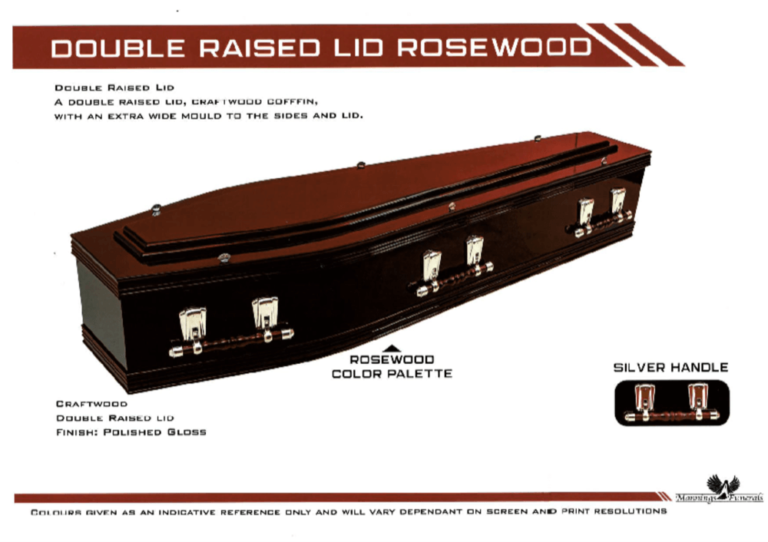 DOUBLE RAISED LID ROSEWOOD
DOUBLE RAISED LID
A DOUBLE RAISED LID, CRAFTWOOD COFFFIN,
WITH AN EXTRA WIDE MOULD TO THE SIDES AND LID.
ROSEWOOD
COLOR PALETTE
SILVER HANDLE
CRAFTWOOD
DOUBLE RAISED LID
FINISH: POLISHED GLOSS
Mannings Funerals
COLOURS GIVEN AS AN INDICATIVE REFERENCE ONLY AND WILL VARY DEPENDANT ON SCREEN AND PRINT RESOLUTIONS